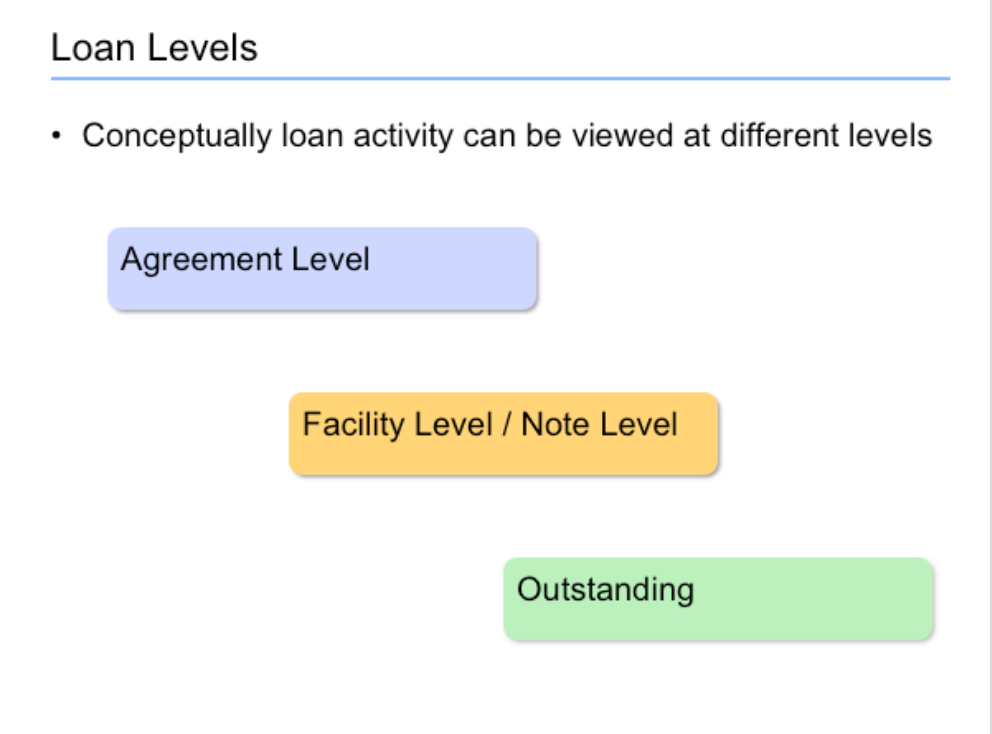 Loan Levels
• Conceptually loan activity can be viewed at different levels
Agreement Level
Facility Level / Note Level
Outstanding